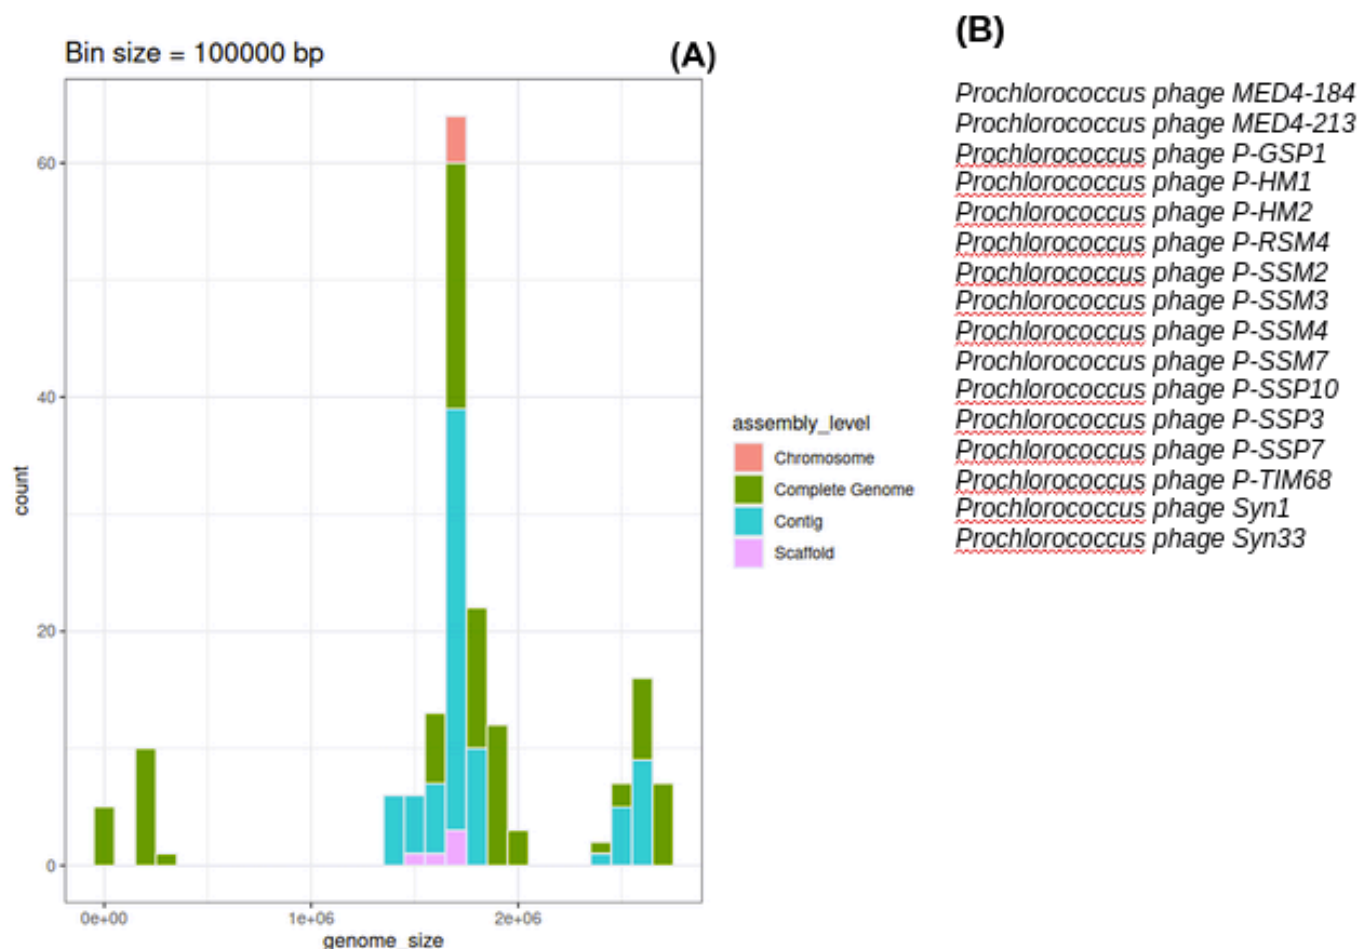 Bin size = 100000 bp
(A)
60
40
20
0
count
0e+00
1e+06
2e+06
genome_size
assembly_level
Chromosome
Complete Genome
Contig
Scaffold
(B)
Prochlorococcus phage MED4-184
Prochlorococcus phage MED4-213
Prochlorococcus phage P-GSP1
Prochlorococcus phage P-HM1
Prochlorococcus phage P-HM2
Prochlorococcus phage P-RSM4
Prochlorococcus phage P-SSM2
Prochlorococcus phage P-SSM3
Prochlorococcus phage P-SSM4
Prochlorococcus phage P-SSM7
Prochlorococcus phage P-SSP10
Prochlorococcus phage P-SSP3
Prochlorococcus phage P-SSP7
Prochlorococcus phage P-TIM68
Prochlorococcus phage Syn1
Prochlorococcus phage Syn33